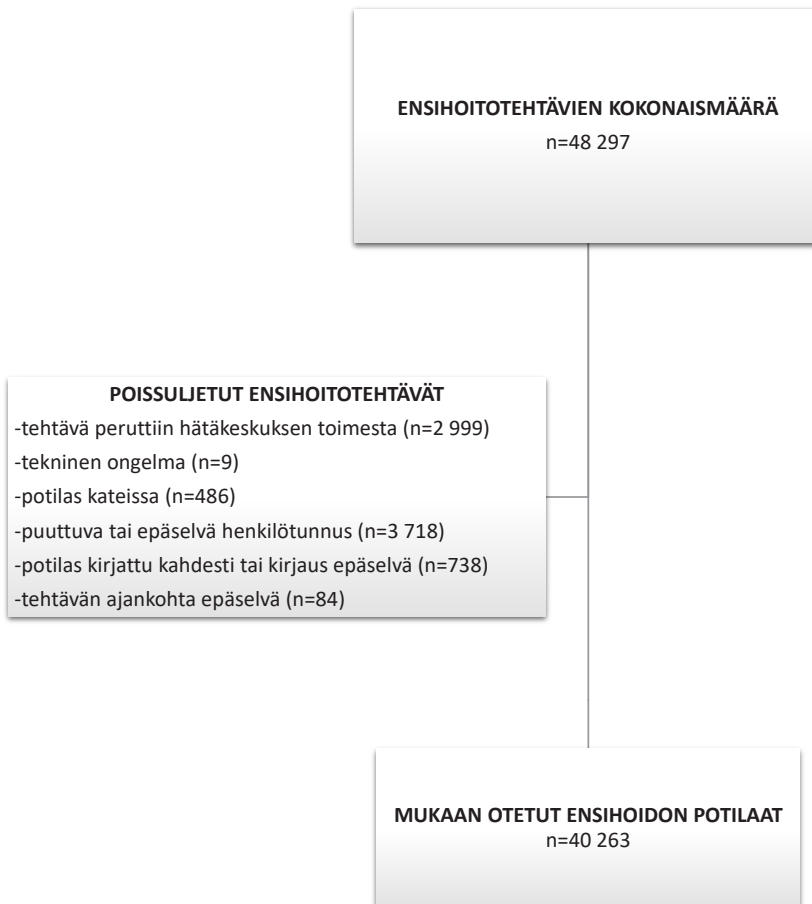 ENSIHOITOTEHTÄVIEN KOKONAISMÄÄRÄ
n=48 297
POISSULJETUT ENSIHOITOTEHTÄVÄT
-tehtävä peruttiin hätäkeskuksen toimesta (n=2 999)
-tekninen ongelma (n=9)
-potilas kateissa (n=486)
-puuttuva tai epäselvä henkilötunnus (n=3 718)
-potilas kirjattu kahdesti tai kirjaus epäselvä (n=738)
-tehtävän ajankohta epäselvä (n=84)
MUKAAN OTETUT ENSIHOIDON POTILAAT
n=40 263